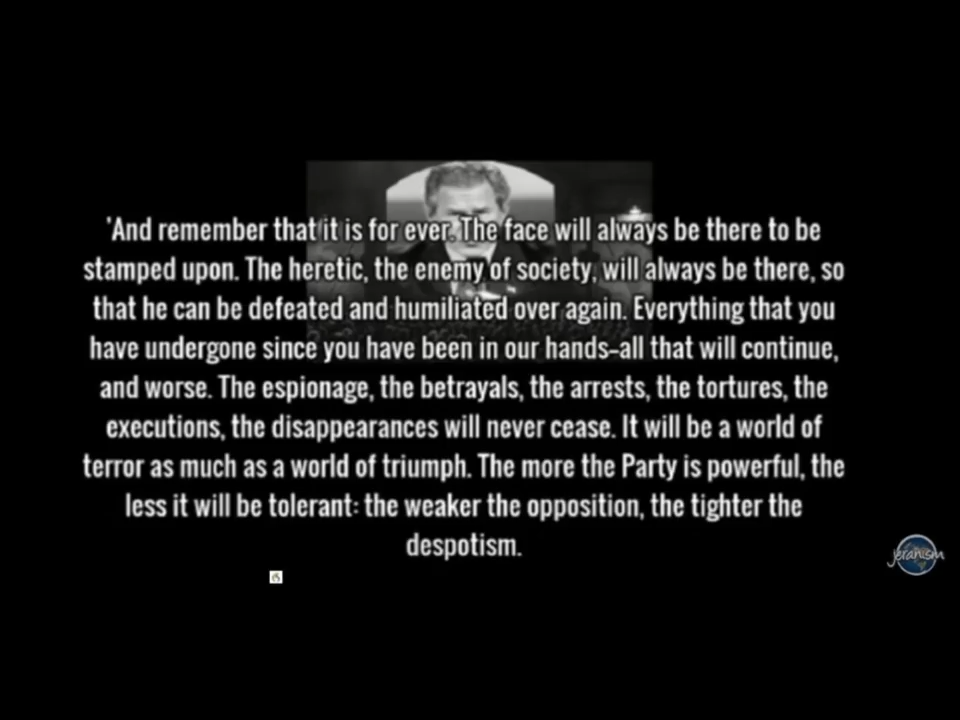 'And remember that it is for ever. The face will always be there to be
stamped upon. The heretic, the enemy of society, will always be there, so
that he can be defeated and humiliated over again. Everything that you
have undergone since you have been in our hands–all that will continue,
and worse. The espionage, the betrayals, the arrests, the tortures, the
executions, the disappearances will never cease. It will be a world of
terror as much as a world of triumph. The more the Party is powerful, the
less it will be tolerant: the weaker the opposition, the tighter the
despotism.
jeranism